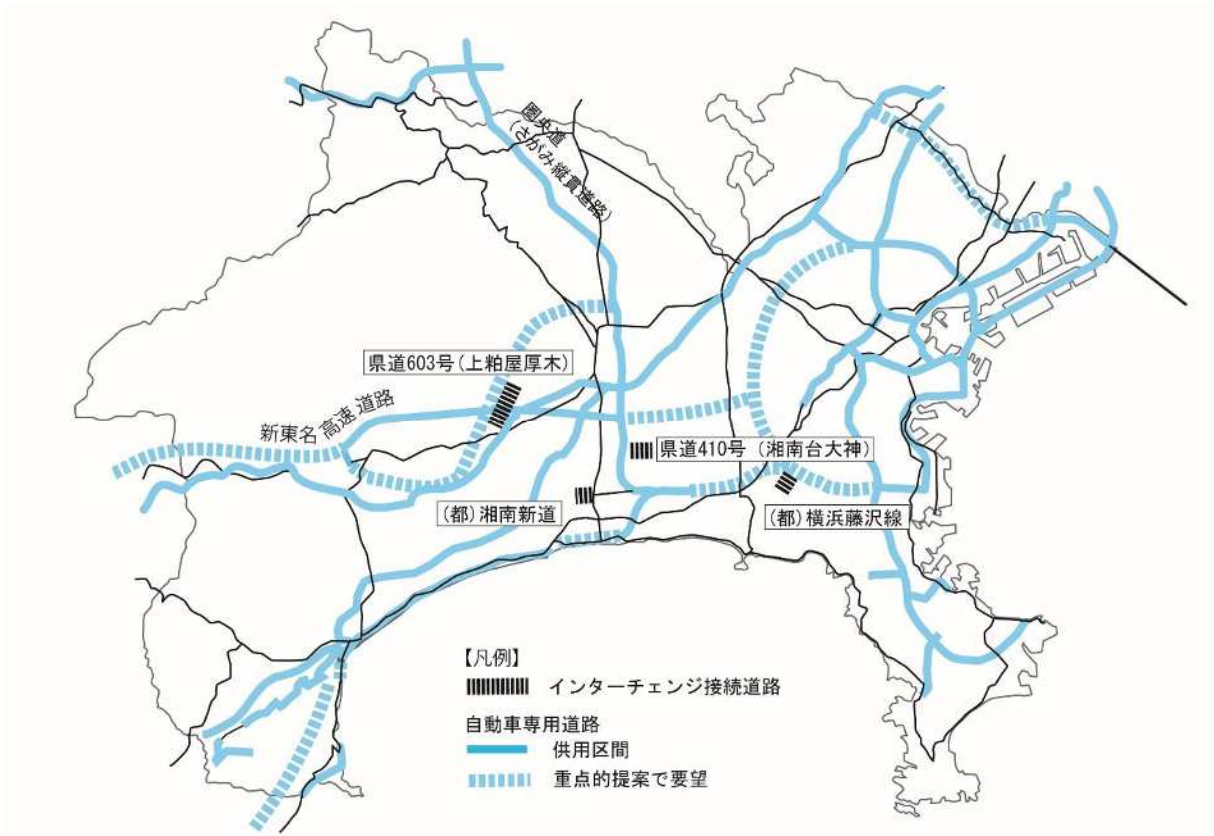 圏央道
(さがみ縦貫道路)
県道603号(上粕屋厚木)
新東名高速道路
県道410号 (湘南台大神)
(都)湘南新道
(都)横浜藤沢線
【凡例】
インターチェンジ接続道路
自動車専用道路
供用区間
重点的提案で要望